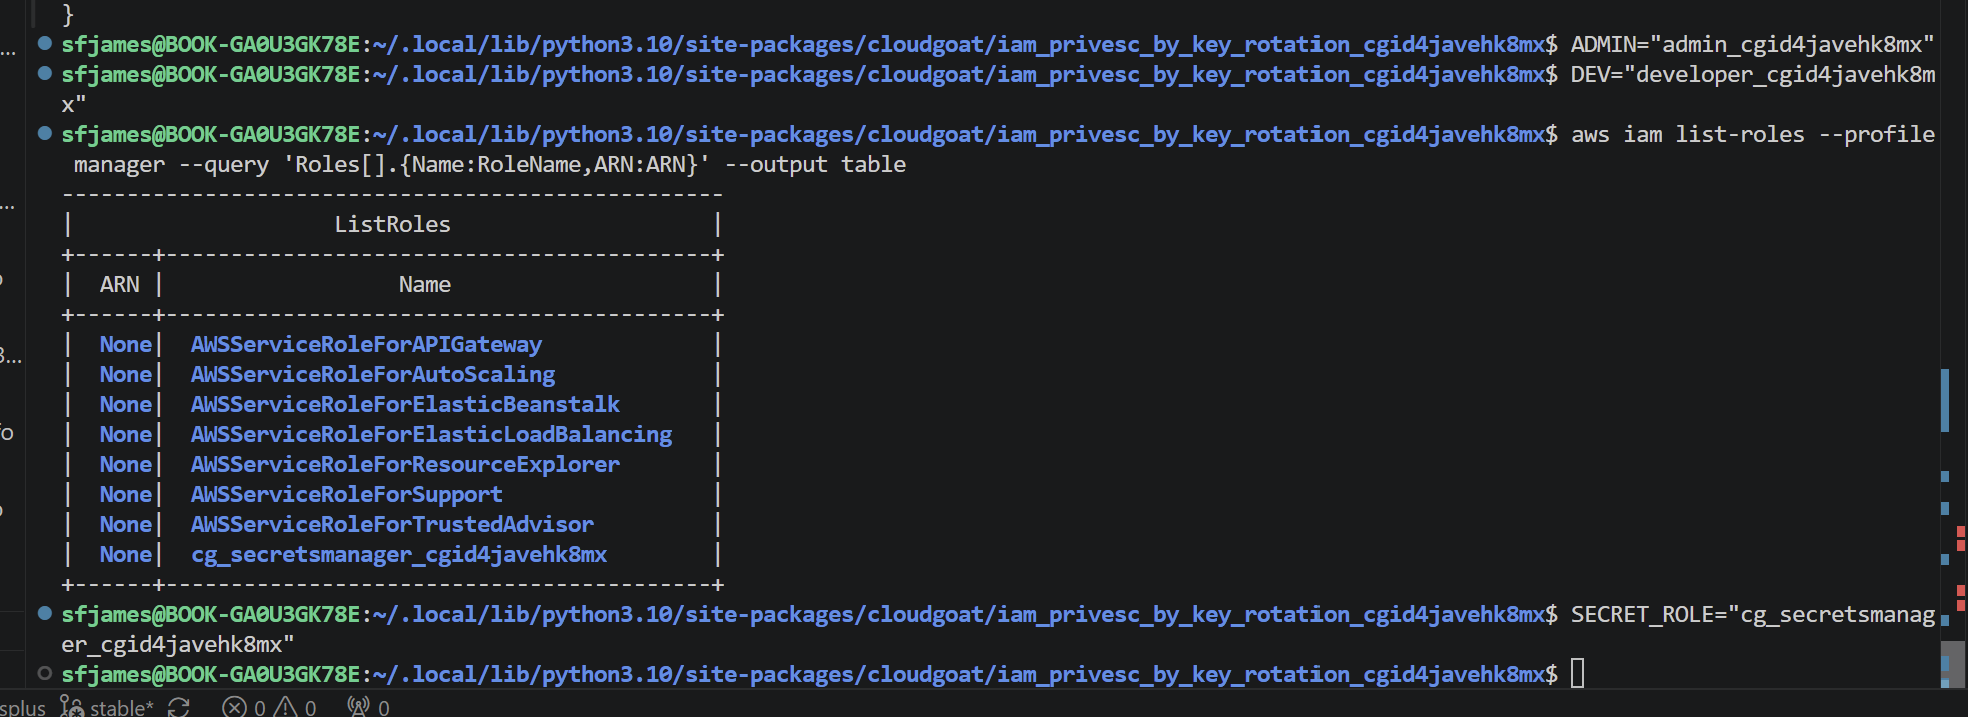 }
...
sfjames@BOOK-GA0U3GK78E:~/.local/lib/python3.10/site-packages/cloudgoat/iam_privesc_by_key_rotation_cgid4javehk8mx$ ADMIN="admin_cgid4javehk8mx"
sfjames@BOOK-GA0U3GK78E:~/.local/lib/python3.10/site-packages/cloudgoat/iam_privesc_by_key_rotation_cgid4javehk8mx$ DEV="developer_cgid4javehk8m
x"
sfjames@BOOK-GA0U3GK78E:~/.local/lib/python3.10/site-packages/cloudgoat/iam_privesc_by_key_rotation_cgid4javehk8mx$ aws iam list-roles --profile
 manager --query 'Roles[].{Name:RoleName,ARN:ARN}' --output table
---------------------------------------------------
|                    ListRoles                    |
+------+------------------------------------------+
|  ARN |                  Name                    |
+------+------------------------------------------+
|  None|  AWSServiceRoleForAPIGateway             |
|  None|  AWSServiceRoleForAutoScaling            |
|  None|  AWSServiceRoleForElasticBeanstalk       |
|  None|  AWSServiceRoleForElasticLoadBalancing   |
|  None|  AWSServiceRoleForResourceExplorer       |
|  None|  AWSServiceRoleForSupport                |
|  None|  AWSServiceRoleForTrustedAdvisor         |
|  None|  cg_secretsmanager_cgid4javehk8mx        |
+------+------------------------------------------+
sfjames@BOOK-GA0U3GK78E:~/.local/lib/python3.10/site-packages/cloudgoat/iam_privesc_by_key_rotation_cgid4javehk8mx$ SECRET_ROLE="cg_secretsmanag
er_cgid4javehk8mx"
sfjames@BOOK-GA0U3GK78E:~/.local/lib/python3.10/site-packages/cloudgoat/iam_privesc_by_key_rotation_cgid4javehk8mx$
splus stable* 0 0 0